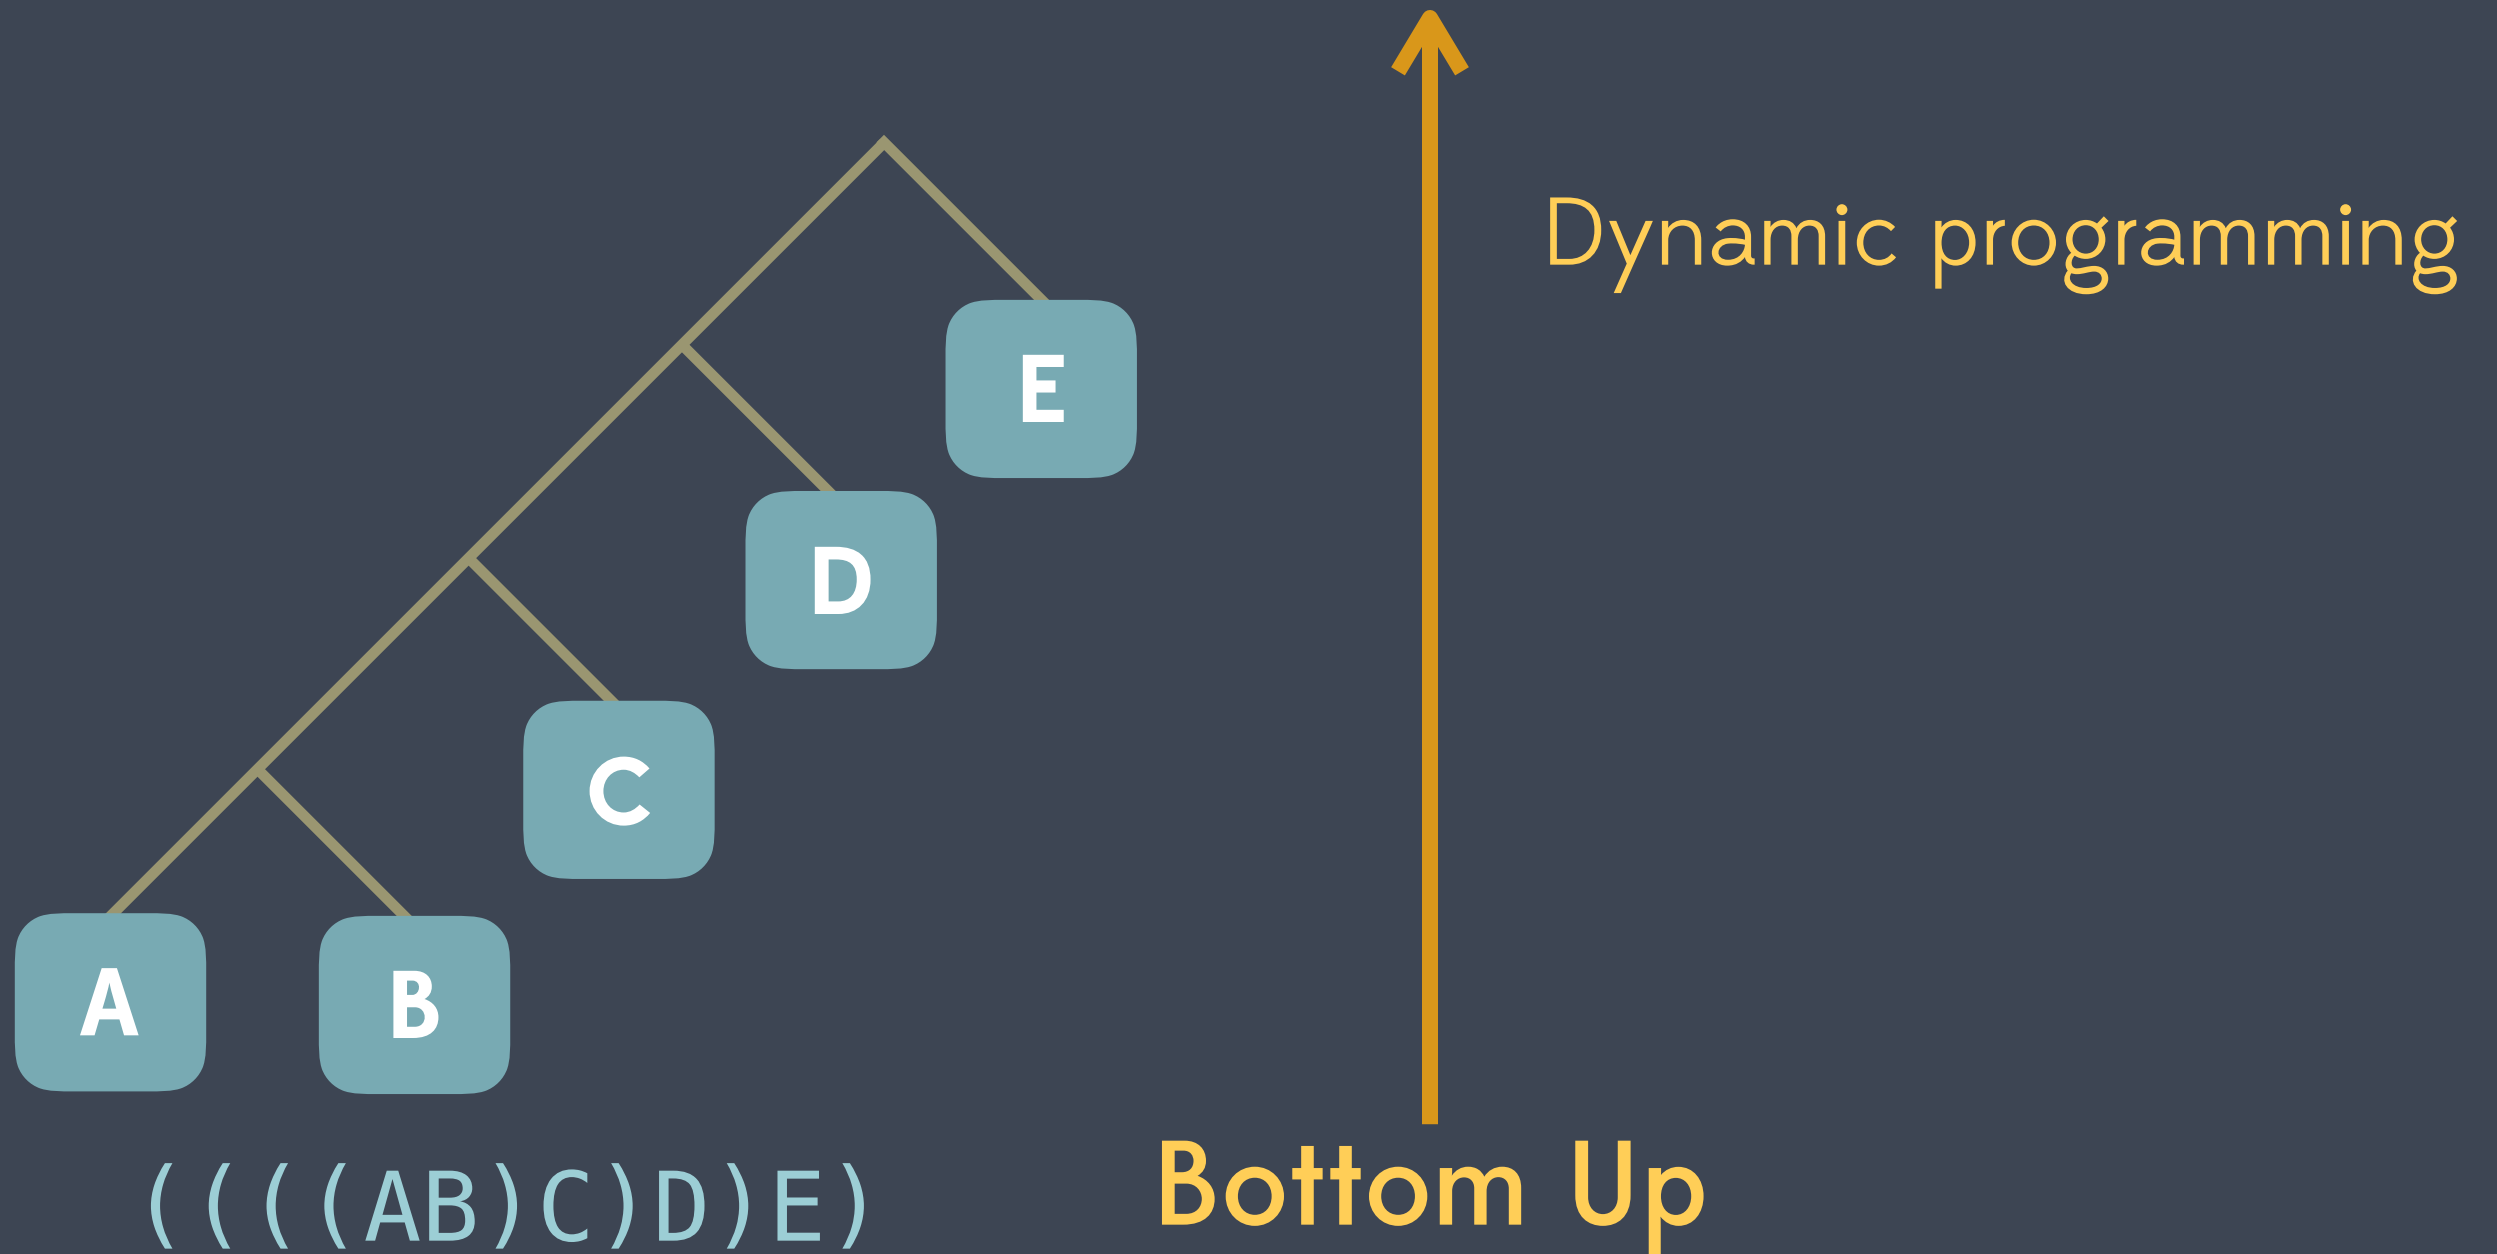 Dynamic programming
E
D
C
A
B
((((AB)C)D)E)
Bottom Up